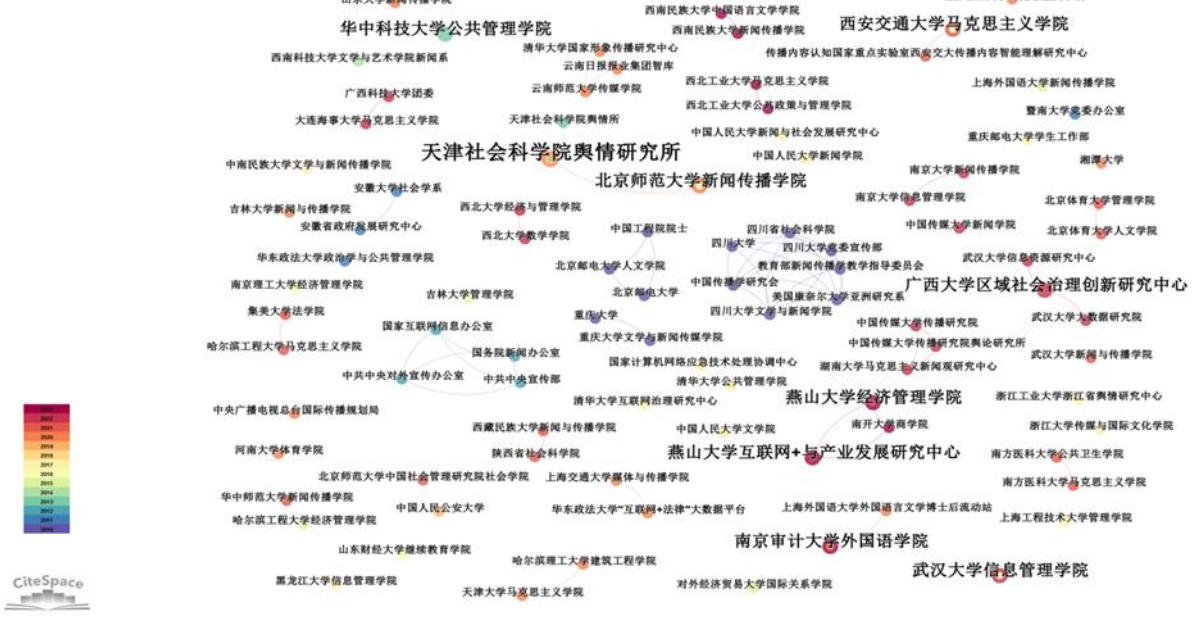 华中科技大学公共管理学院
西南民族大学中国语言文学学院
西南民族大学新闻传播学院
西安交通大学马克思主义学院
西南科技大学文学与艺术学院新闻系
清华大学国家形象传播研究中心
云南日报报业集团智库
传播内容认知国家重点实验室西安交大传播内容智能理解研究中心
广西科技大学团委
云南师范大学传媒学院
西北工业大学马克思主义学院
上海外国语大学新闻传播学院
大连海事大学马克思主义学院
天津社会科学院舆情所
西北工业大学公共政策与管理学院
暨南大学党委办公室
中国人民大学新闻与社会发展研究中心
重庆邮电大学学生工作部
天津社会科学院舆情研究所
中国人民大学新闻学院
湘潭大学
中南民族大学文学与新闻传播学院
北京师范大学新闻传播学院
南京大学新闻传播学院
安徽大学社会学系
南京大学信息管理学院
北京体育大学管理学院
吉林大学新闻与传播学院
西北大学经济与管理学院
安徽省政府发展研究中心
中国工程院院士
四川省社会科学院
中国传媒大学新闻学院
北京体育大学人文学院
西北大学数学学院
四川大学
四川大学党委宣传部
华东政法大学政治学与公共管理学院
北京邮电大学人文学院
教育部新闻传播学教学指导委员会
武汉大学信息资源研究中心
南京理工大学经济管理学院
吉林大学管理学院
北京邮电大学
中国传播学研究会
美国康奈尔大学亚洲研究系
广西大学区域社会治理创新研究中心
集美大学法学院
国家互联网信息办公室
重庆大学
四川大学文学与新闻学院
中国传媒大学传播研究院
武汉大学大数据研究院
哈尔滨工程大学马克思主义学院
国务院新闻办公室
重庆大学文学与新闻传媒学院
中国传媒大学传播研究院舆论研究所
武汉大学新闻与传播学院
中共中央对外宣传办公室
中共中央宣传部
国家计算机网络应急技术处理协调中心
湖南大学马克思主义新闻观研究中心
清华大学公共管理学院
中央广播电视总台国际传播规划局
清华大学互联网治理研究中心
燕山大学经济管理学院
浙江工业大学浙江省舆情研究中心
西藏民族大学新闻与传播学院
中国人民大学文学院
南开大学商学院
浙江大学传媒与国际文化学院
河南大学体育学院
陕西省社会科学院
燕山大学互联网+与产业发展研究中心
南方医科大学公共卫生学院
北京师范大学中国社会管理研究院社会学院
上海交通大学媒体与传播学院
南方医科大学马克思主义学院
华中师范大学新闻传播学院
中国人民公安大学
华东政法大学"互联网+法律"大数据平台
上海外国语大学外国语言文学博士后流动站
哈尔滨工程大学经济管理学院
上海工程技术大学管理学院
山东财经大学继续教育学院
哈尔滨理工大学建筑工程学院
南京审计大学外国语学院
武汉大学信息管理学院
黑龙江大学信息管理学院
天津大学马克思主义学院
对外经济贸易大学国际关系学院
2022
2021
2020
2019
2018
2017
2016
2015
2014
2013
2012
2011
CiteSpace